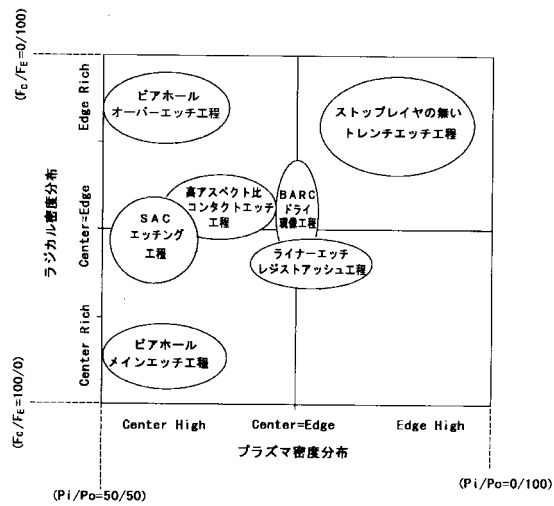 (FC/FE=0/100)
Edge Rich
Center=Edge
Center Rich
ラジカル密度分布
(FC/FE=100/0)
ビアホール
オーバーエッチ工程
ストップレイヤの無い
トレンチエッチ工程
高アスペクト比
コンタクトエッチ
工程
BARC
ドライ
現像工程
SAC
エッチング
工程
ライナーエッチ
レジストアッシュ工程
ビアホール
メインエッチ工程
Center High
Center=Edge
Edge High
プラズマ密度分布
(Pi/Po=50/50)
(Pi/Po=0/100)